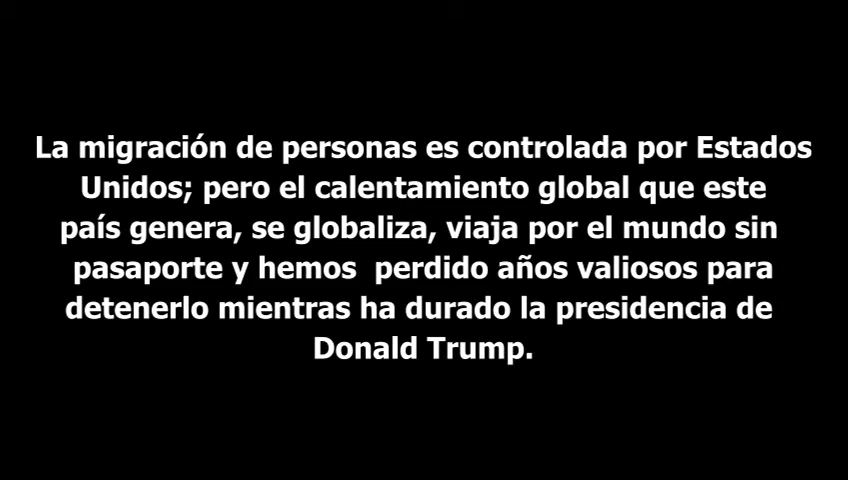 La migración de personas es controlada por Estados
Unidos; pero el calentamiento global que este
país genera, se globaliza, viaja por el mundo sin
pasaporte y hemos  perdido años valiosos para
detenerlo mientras ha durado la presidencia de
Donald Trump.